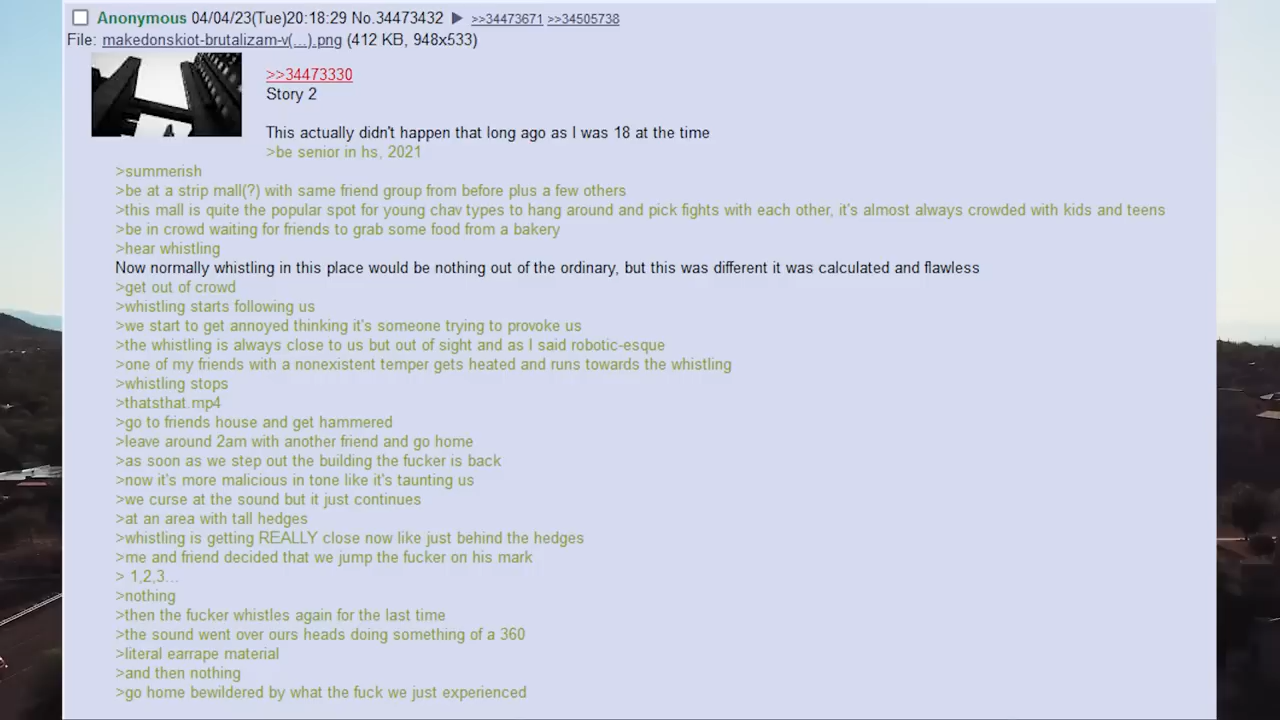 Anonymous 04/04/23(Tue)20:18:29 No.34473432 ▶ >>34473671 >>34505738
File: makedonskiot-brutalizam-v(...).png (412 KB, 948x533)
>>34473330
Story 2
This actually didn't happen that long ago as I was 18 at the time
>be senior in hs, 2021
>summerish
>be at a strip mall(?) with same friend group from before plus a few others
>this mall is quite the popular spot for young chav types to hang around and pick fights with each other, it's almost always crowded with kids and teens
>be in crowd waiting for friends to grab some food from a bakery
>hear whistling
Now normally whistling in this place would be nothing out of the ordinary, but this was different it was calculated and flawless
>get out of crowd
>whistling starts following us
>we start to get annoyed thinking it's someone trying to provoke us
>the whistling is always close to us but out of sight and as I said robotic-esque
>one of my friends with a nonexistent temper gets heated and runs towards the whistling
>whistling stops
>thatsthat.mp4
>go to friends house and get hammered
>leave around 2am with another friend and go home
>as soon as we step out the building the fucker is back
>now it's more malicious in tone like it's taunting us
>we curse at the sound but it just continues
>at an area with tall hedges
>whistling is getting REALLY close now like just behind the hedges
>me and friend decided that we jump the fucker on his mark
> 1,2,3...
>nothing
>then the fucker whistles again for the last time
>the sound went over ours heads doing something of a 360
>literal earrape material
>and then nothing
>go home bewildered by what the fuck we just experienced